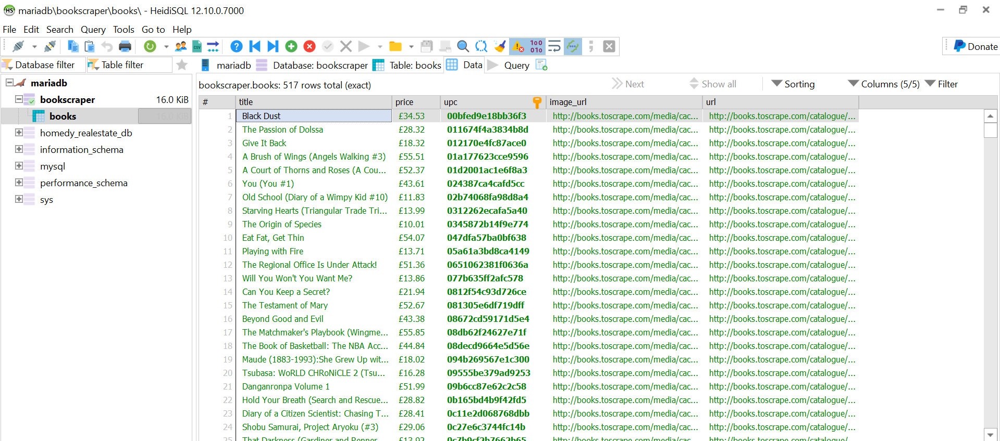 HS mariadb\bookscraper\books\ - HeidiSQL 12.10.0.7000
File Edit Search Query Tools Go to Help
Donate
Database filter Table filter mariadb Database: bookscraper Table: books Data Query
mariadb bookscraper.books: 517 rows total (exact) Next Show all Sorting Columns (5/5) Filter
bookscraper 16.0 KiB
books 16.0 KiB
homedy_realestate_db
information_schema
mysql
performance_schema
sys
# title price upc image_url url
1 Black Dust £34.53 00bfed9e18bb36f3 http://books.toscrape.com/media/cac... http://books.toscrape.com/catalogue/...
2 The Passion of Dolssa £28.32 011674f4a3834b8d http://books.toscrape.com/media/cac... http://books.toscrape.com/catalogue/...
3 Give It Back £18.32 012170e4fc87ace0 http://books.toscrape.com/media/cac... http://books.toscrape.com/catalogue/...
4 A Brush of Wings (Angels Walking #3) £55.51 01a177623cce9596 http://books.toscrape.com/media/cac... http://books.toscrape.com/catalogue/...
5 A Court of Thorns and Roses (A Cou... £52.37 01d2001ac1e6f8a3 http://books.toscrape.com/media/cac... http://books.toscrape.com/catalogue/...
6 You (You #1) £43.61 024387ca4cafd5cc http://books.toscrape.com/media/cac... http://books.toscrape.com/catalogue/...
7 Old School (Diary of a Wimpy Kid #10) £11.83 02b74068fa98d8a4 http://books.toscrape.com/media/cac... http://books.toscrape.com/catalogue/...
8 Starving Hearts (Triangular Trade Tri... £13.99 0312262ecafa5a40 http://books.toscrape.com/media/cac... http://books.toscrape.com/catalogue/...
9 The Origin of Species £10.01 0345872b14f9e774 http://books.toscrape.com/media/cac... http://books.toscrape.com/catalogue/...
10 Eat Fat, Get Thin £54.07 047dfa57ba0bf638 http://books.toscrape.com/media/cac... http://books.toscrape.com/catalogue/...
11 Playing with Fire £13.71 05a61a3bd8ca4149 http://books.toscrape.com/media/cac... http://books.toscrape.com/catalogue/...
12 The Regional Office Is Under Attack! £51.36 0651062381f0636a http://books.toscrape.com/media/cac... http://books.toscrape.com/catalogue/...
13 Will You Won't You Want Me? £13.86 077b635ff2afc578 http://books.toscrape.com/media/cac... http://books.toscrape.com/catalogue/...
14 Can You Keep a Secret? £21.94 0812f54c93d726ce http://books.toscrape.com/media/cac... http://books.toscrape.com/catalogue/...
15 The Testament of Mary £52.67 081305e6df719dff http://books.toscrape.com/media/cac... http://books.toscrape.com/catalogue/...
16 Beyond Good and Evil £43.38 08672cd59171d5e4 http://books.toscrape.com/media/cac... http://books.toscrape.com/catalogue/...
17 The Matchmaker's Playbook (Wingme... £55.85 08db62f24627e71f http://books.toscrape.com/media/cac... http://books.toscrape.com/catalogue/...
18 The Book of Basketball: The NBA Acc... £44.84 08decd9664e5d56e http://books.toscrape.com/media/cac... http://books.toscrape.com/catalogue/...
19 Maude (1883-1993):She Grew Up wit... £18.02 094b269567e1c300 http://books.toscrape.com/media/cac... http://books.toscrape.com/catalogue/...
20 Tsubasa: WoRLD CHRoNiCLE 2 (Tsu... £16.28 09555be379ad9253 http://books.toscrape.com/media/cac... http://books.toscrape.com/catalogue/...
21 Danganronpa Volume 1 £51.99 09b6cc87e62c2c58 http://books.toscrape.com/media/cac... http://books.toscrape.com/catalogue/...
22 Hold Your Breath (Search and Rescue... £28.82 0b165bd4b9f42fd5 http://books.toscrape.com/media/cac... http://books.toscrape.com/catalogue/...
23 Diary of a Citizen Scientist: Chasing T... £28.41 0c11e2d068768dbb http://books.toscrape.com/media/cac... http://books.toscrape.com/catalogue/...
24 Shobu Samurai, Project Aryoku (#3) £29.06 0c27e6c3744fc14b http://books.toscrape.com/media/cac... http://books.toscrape.com/catalogue/...
25 That Darkness (Gardiner and Renner £13.92 http://books.toscrape.com/media/cac... http://books.toscrape.com/catalogue/...